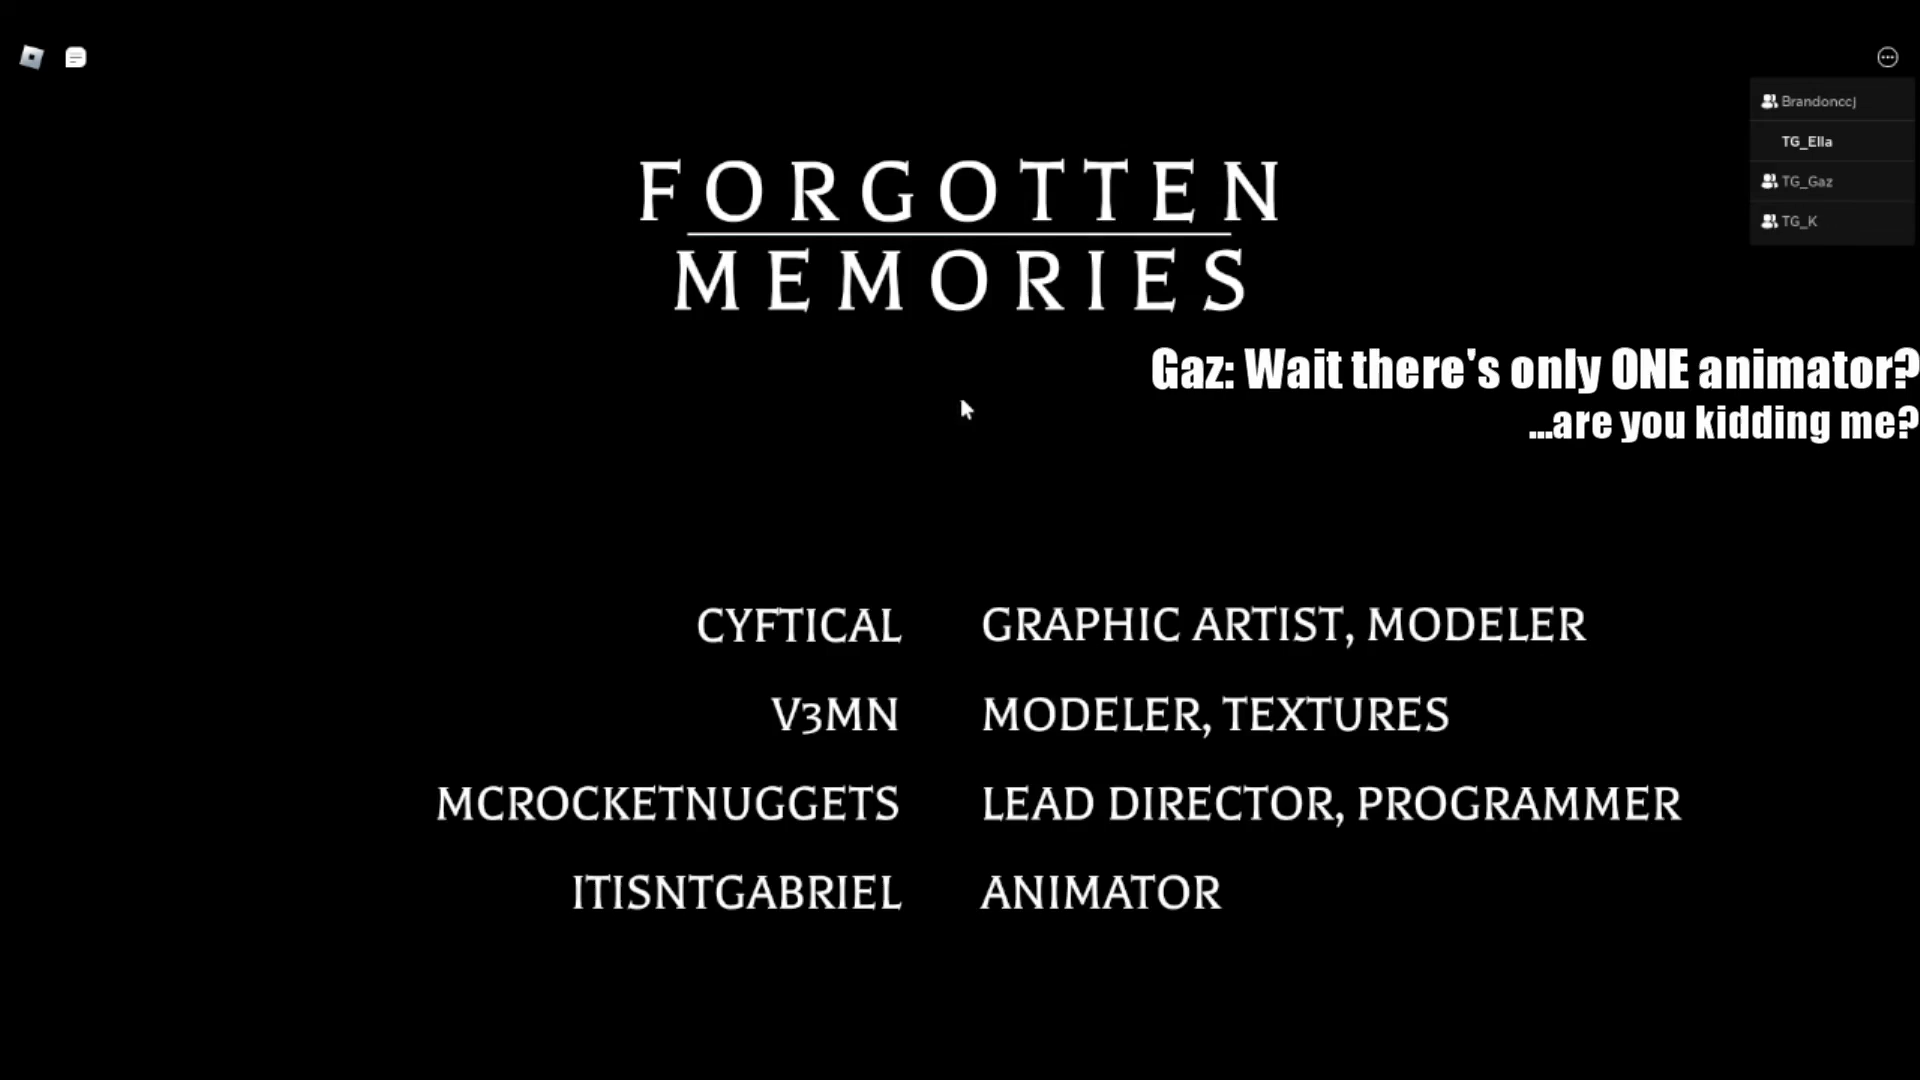 Brandonccj
TG_Ella
TG_Gaz
TG_K
FORGOTTEN
MEMORIES
Gaz: Wait there's only ONE animator?
...are you kidding me?
CYFTICAL GRAPHIC ARTIST, MODELER
V3MN MODELER, TEXTURES
MCROCKETNUGGETS LEAD DIRECTOR, PROGRAMMER
ITISNTGABRIEL ANIMATOR